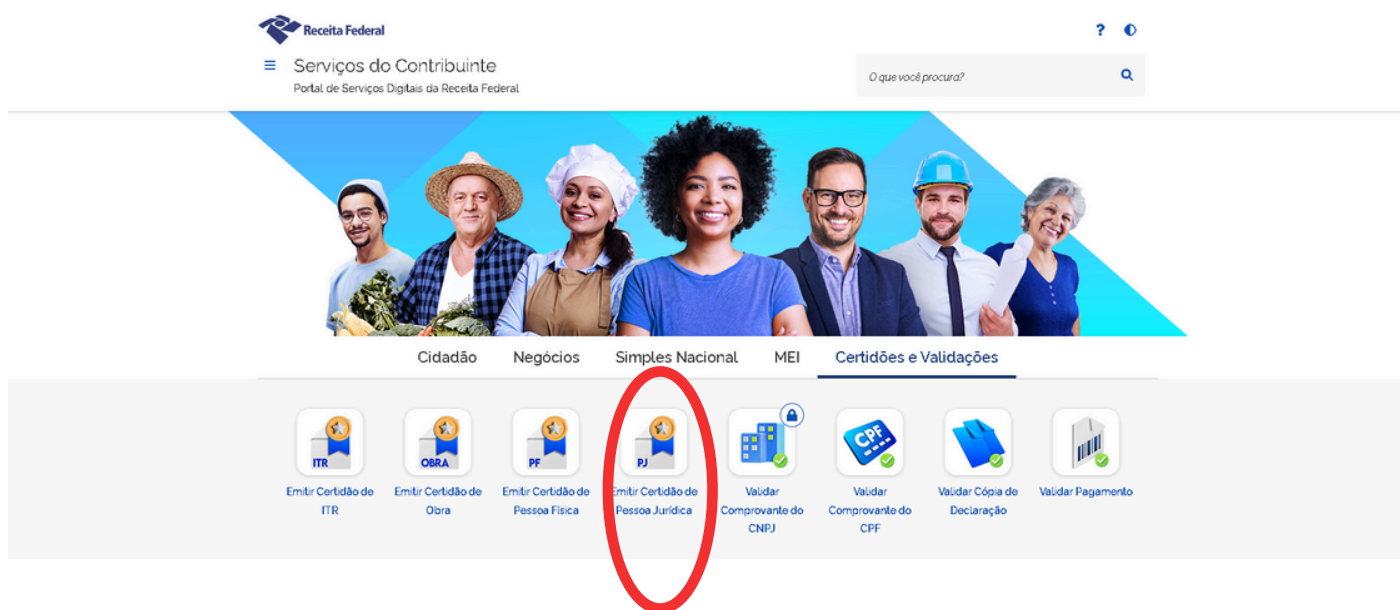 Receita Federal
?
Serviços do Contribuinte
Portal de Serviços Digitais da Receita Federal
O que você procura?
Cidadão Negócios Simples Nacional MEI Certidões e Validações
ITR OBRA PF PJ CPF
Emitir Certidão de Emitir Certidão de Emitir Certidão de Emitir Certidão de Validar Validar Validar Cópia de Validar Pagamento
ITR Obra Pessoa Física Pessoa Jurídica Comprovante do Comprovante do Declaração
CNPJ CPF